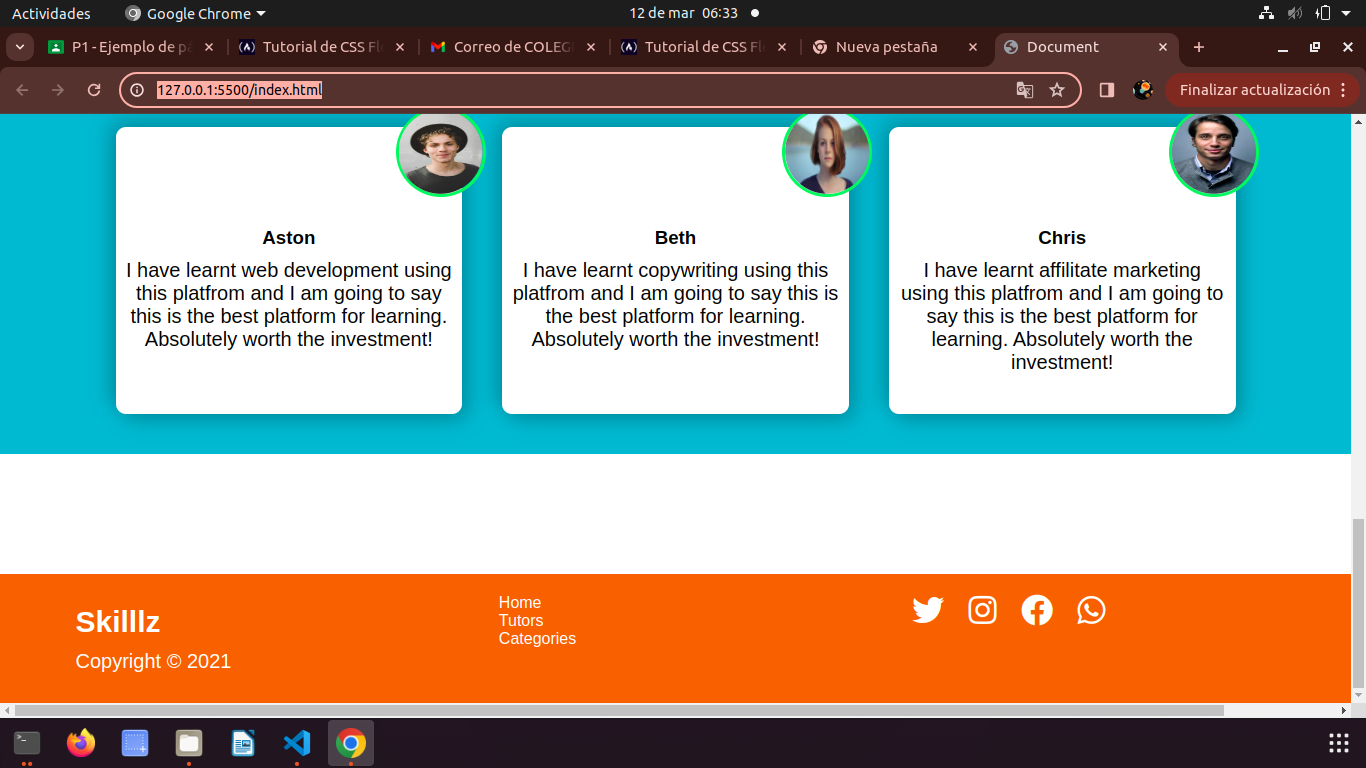 Actividades
Google Chrome
12 de mar 06:33
P1 - Ejemplo de pá
Tutorial de CSS Fle
Correo de COLEGI
Tutorial de CSS Fle
Nueva pestaña
Document
127.0.0.1:5500/index.html
Finalizar actualización
Aston
I have learnt web development using
this platfrom and I am going to say
this is the best platform for learning.
Absolutely worth the investment!
Beth
I have learnt copywriting using this
platfrom and I am going to say this is
the best platform for learning.
Absolutely worth the investment!
Chris
I have learnt affilitate marketing
using this platfrom and I am going to
say this is the best platform for
learning. Absolutely worth the
investment!
Skilllz
Copyright © 2021
Home
Tutors
Categories